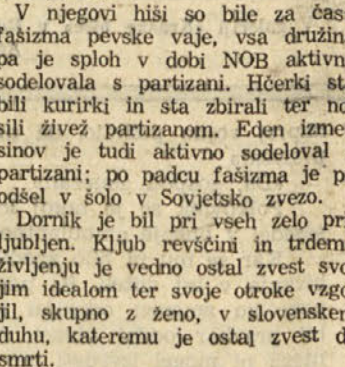 V njegovi hiši so bile za čas
fašizma pevske vaje, vsa družin
pa je sploh v dobi NOB aktivn
sodelovala s partizani. Hčerki st
bili kurirki in sta zbirali ter no
sili živež partizanom. Eden izme
sinov je tudi aktivno sodeloval
partizani; po padcu fašizma je p
odšel v šolo v Sovjetsko zvezo.
Dornik je bil pri vseh zelo pri
ljubljen. Kljub revščini in trdem
življenju je vedno ostal zvest svo
jim idealom ter svoje otroke vzgo
jil, skupno z ženo, v slovensker
duhu, kateremu je ostal zvest d
smrti.